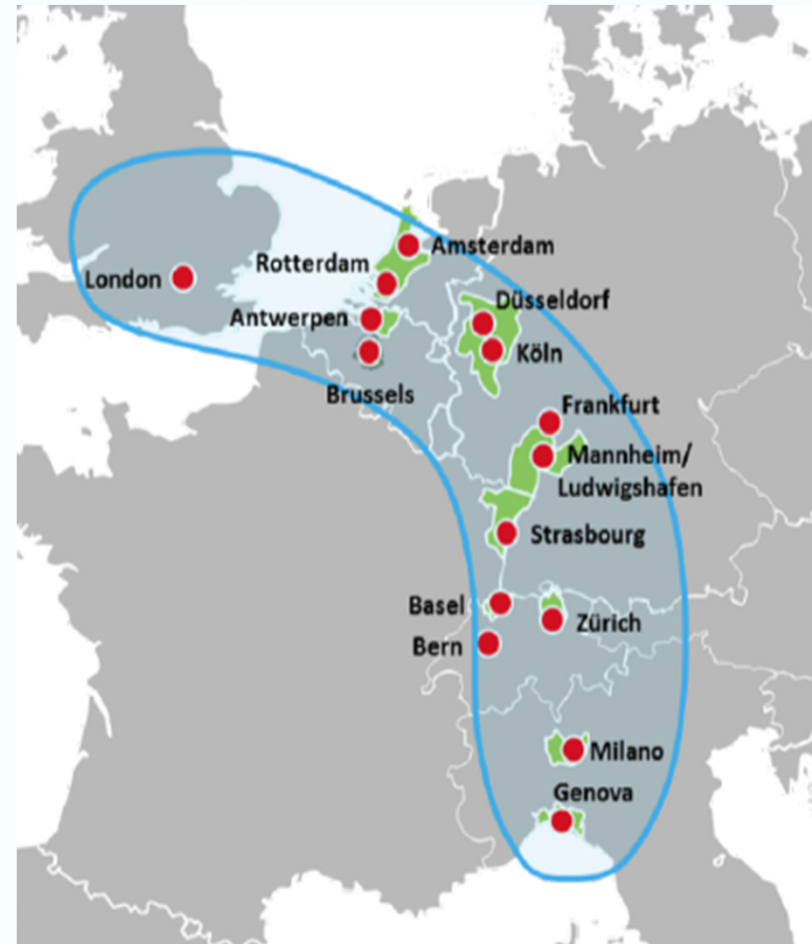 Amsterdam
Rotterdam
London
Düsseldorf
Antwerpen
Köln
Brussels
Frankfurt
Mannheim/
Ludwigshafen
Strasbourg
Basel
Zürich
Bern
Milano
Genova